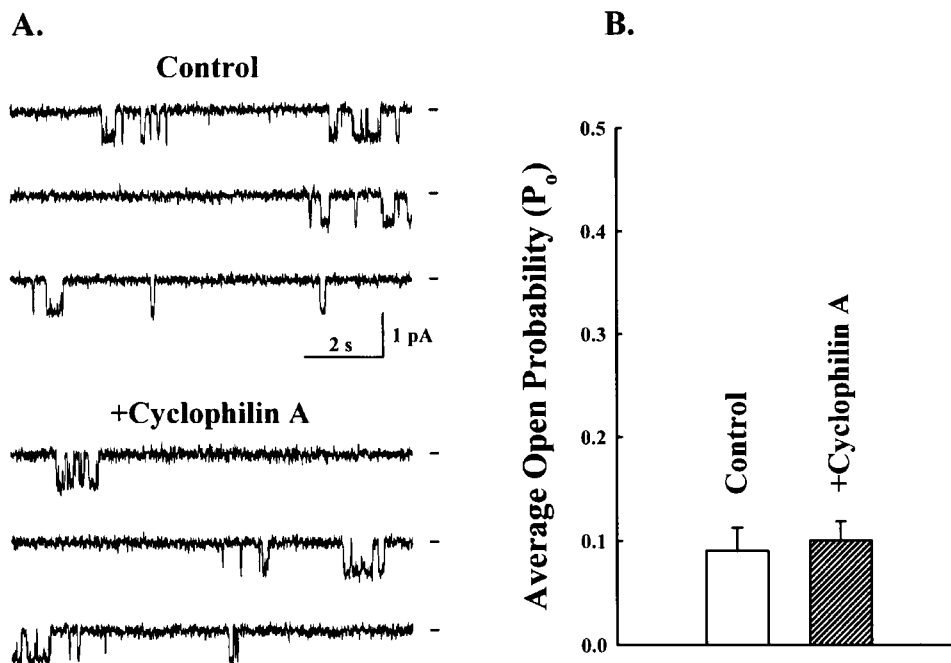 A.
Control
2 s
1 pA
+Cyclophilin A
B.
Average Open Probability (Pₒ)
0.5
0.4
0.3
0.2
0.1
0.0
Control
+Cyclophilin A